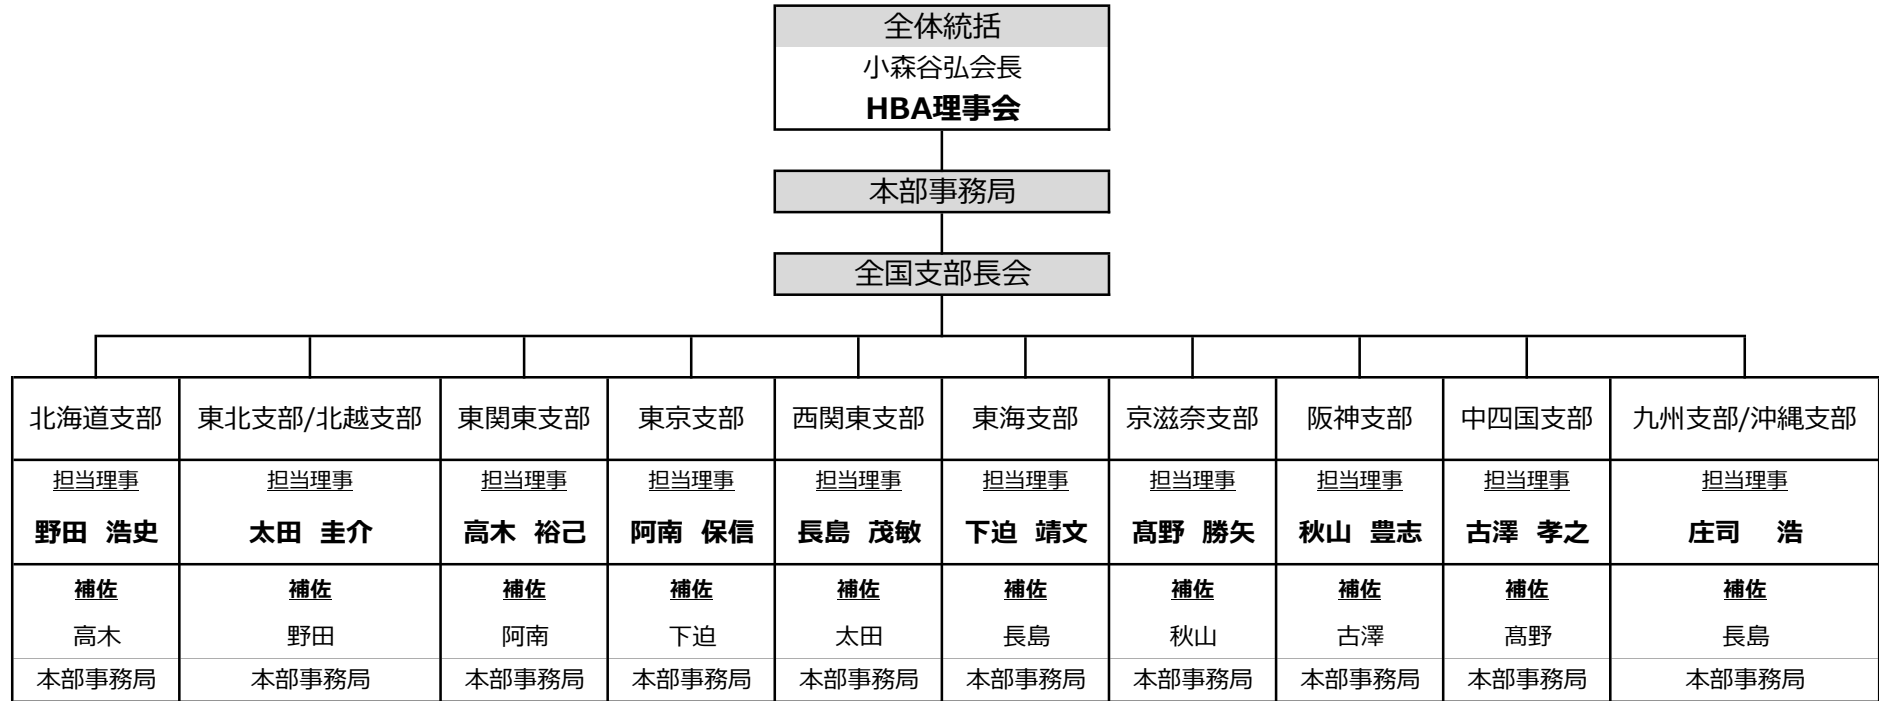 全体統括
小森谷弘会長
HBA理事会
本部事務局
全国支部長会
北海道支部 東北支部/北越支部 東関東支部 東京支部 西関東支部 東海支部 京滋奈支部 阪神支部 中四国支部 九州支部/沖縄支部
担当理事 担当理事 担当理事 担当理事 担当理事 担当理事 担当理事 担当理事 担当理事 担当理事
野田 浩史 太田 圭介 高木 裕己 阿南 保信 長島 茂敏 下迫 靖文 髙野 勝矢 秋山 豊志 古澤 孝之 庄司 浩
補佐 補佐 補佐 補佐 補佐 補佐 補佐 補佐 補佐 補佐
高木 野田 阿南 下迫 太田 長島 秋山 古澤 髙野 長島
本部事務局 本部事務局 本部事務局 本部事務局 本部事務局 本部事務局 本部事務局 本部事務局 本部事務局 本部事務局